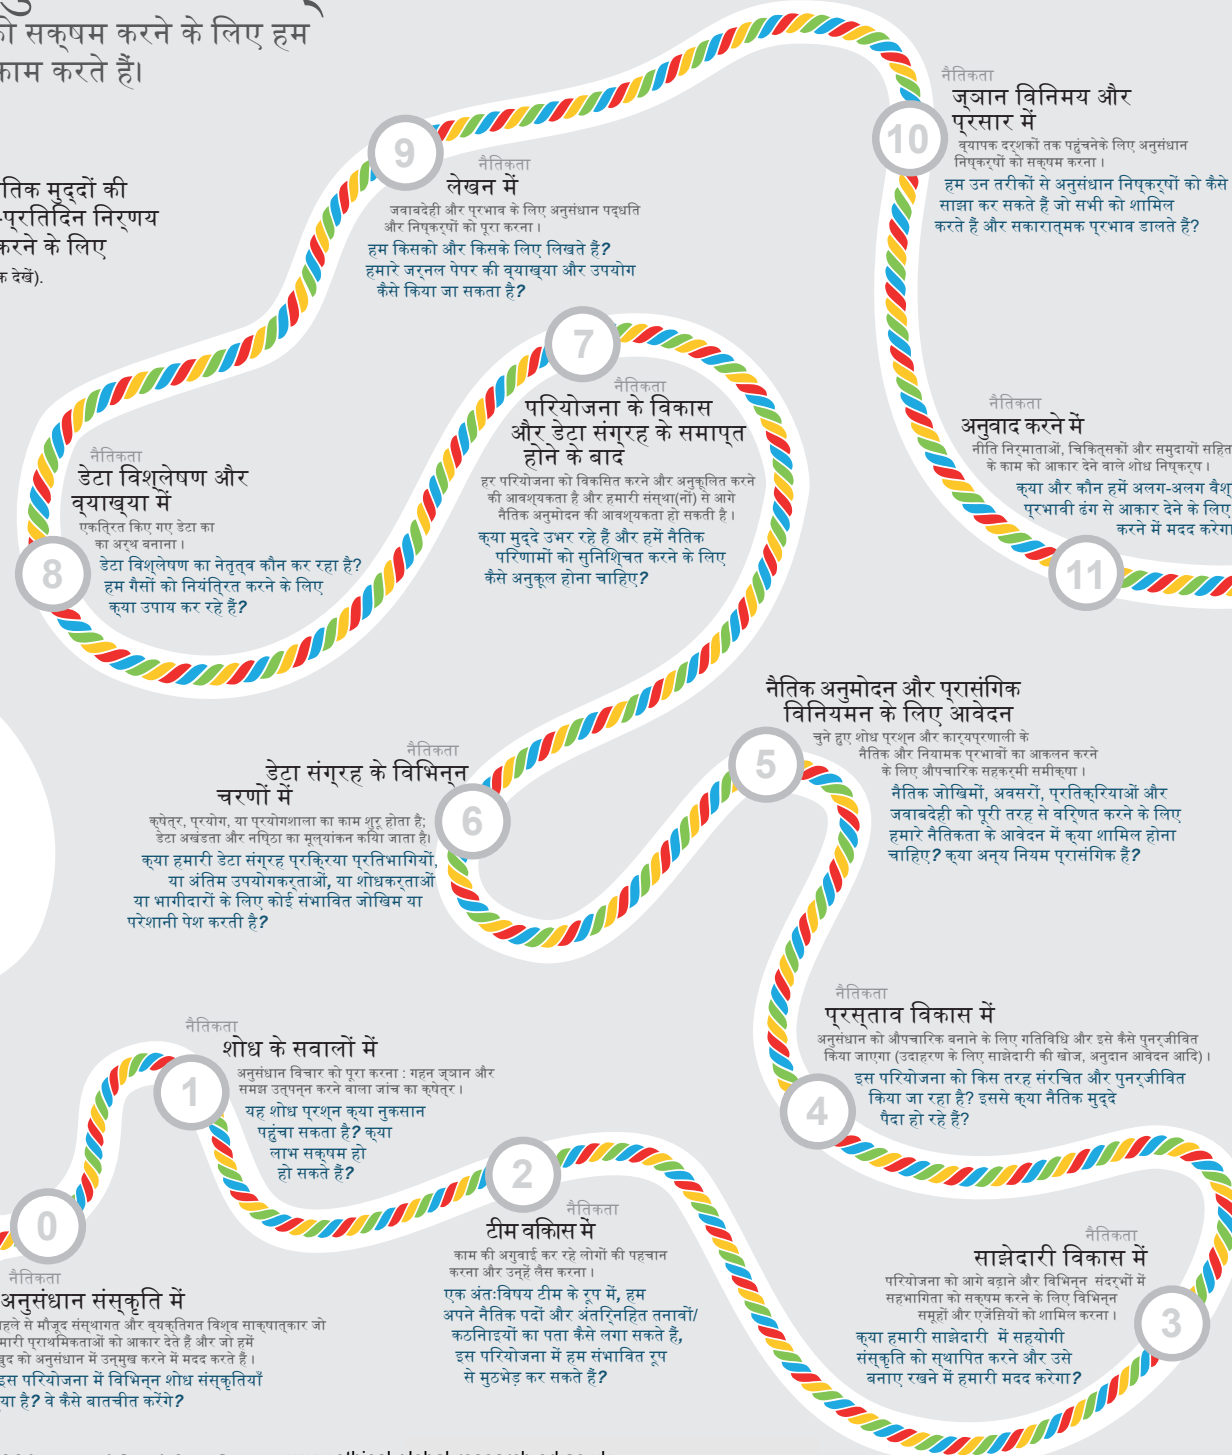 को सक्षम करने के लिए हम
काम करते हैं।
तिक मुद्दों की
-प्रतिदिन निर्णय
करने के लिए
क देखें).
9
नैतिकता
लेखन में
जवाबदेही और प्रभाव के लिए अनुसंधान पद्धति
और निष्कर्षों को पूरा करना।
हम किसको और किसके लिए लिखते हैं?
हमारे जर्नल पेपर की व्याख्या और उपयोग
कैसे किया जा सकता है?
10
नैतिकता
ज्ञान विनिमय और
प्रसार में
व्यापक दर्शकों तक पहुंचनेके लिए अनुसंधान
निष्कर्षों को सक्षम करना।
हम उन तरीकों से अनुसंधान निष्कर्षों को कैसे
साझा कर सकते हैं जो सभी को शामिल
करते हैं और सकारात्मक प्रभाव डालते हैं?
7
नैतिकता
परियोजना के विकास
और डेटा संग्रह के समाप्त
होने के बाद
हर परियोजना को विकसित करने और अनुकूलित करने
की आवश्यकता है और हमारी संस्था(नों) से आगे
नैतिक अनुमोदन की आवश्यकता हो सकती है।
क्या मुद्दे उभर रहे हैं और हमें नैतिक
परिणामों को सुनिश्चित करने के लिए
कैसे अनुकूल होना चाहिए?
नैतिकता
अनुवाद करने में
नीति निर्माताओं, चिकित्सकों और समुदायों सहित
के काम को आकार देने वाले शोध निष्कर्ष।
क्या और कौन हमें अलग-अलग वैश्
प्रभावी ढंग से आकार देने के लिए
करने में मदद करेगा
11
नैतिकता
डेटा विश्लेषण और
व्याख्या में
एकत्रित किए गए डेटा का
का अर्थ बनाना।
8
डेटा विश्लेषण का नेतृत्व कौन कर रहा है?
हम गैसों को नियंत्रित करने के लिए
क्या उपाय कर रहे हैं?
नैतिक अनुमोदन और प्रासंगिक
विनियमन के लिए आवेदन
5
चुने हुए शोध प्रश्न और कार्यप्रणाली के
नैतिक और नियामक प्रभावों का आकलन करने
के लिए औपचारिक सहकर्मी समीक्षा।
नैतिक जोखिमों, अवसरों, प्रतिक्रियाओं और
जवाबदेही को पूरी तरह से वर्णित करने के लिए
हमारे नैतिकता के आवेदन में क्या शामिल होना
चाहिए? क्या अन्य नियम प्रासंगिक हैं?
नैतिकता
डेटा संग्रह के विभिन्न
चरणों में
6
क्षेत्र, प्रयोग, या प्रयोगशाला का काम शुरू होता है;
डेटा अखंडता और नष्ठिा का मूल्यांकन कयिा जाता है।
क्या हमारी डेटा संग्रह प्रक्रिया प्रतिभागियों,
या अंतिम उपयोगकर्ताओं, या शोधकर्ताओं
या भागीदारों के लिए कोई संभावित जोखिम या
परेशानी पेश करती है?
नैतिकता
प्रस्ताव विकास में
अनुसंधान को औपचारिक बनाने के लिए गतिविधि और इसे कैसे पुनर्जीवित
किया जाएगा (उदाहरण के लिए साझेदारी की खोज, अनुदान आवेदन आदि)।
4
इस परियोजना को किस तरह संरचित और पुनर्जीवित
किया जा रहा है? इससे क्या नैतिक मुद्दे
पैदा हो रहे हैं?
नैतिकता
शोध के सवालों में
1
अनुसंधान विचार को पूरा करना : गहन ज्ञान और
समझ उत्पन्न करने वाला जांच का क्षेत्र।
यह शोध प्रश्न क्या नुकसान
पहुंचा सकता है? क्या
लाभ सक्षम हो
हो सकते हैं?
2
नैतिकता
टीम वकिास में
काम की अगुवाई कर रहे लोगों की पहचान
करना और उन्हें लैस करना।
एक अंतःविषय टीम के रूप में, हम
अपने नैतिक पदों और अंतर्निहित तनावों/
कठनिाइयों का पता कैसे लगा सकते हैं,
इस परियोजना में हम संभावित रूप
से मुठभेड़ कर सकते हैं?
नैतिकता
साझेदारी विकास में
परियोजना को आगे बढ़ाने और विभिन्न संदर्भों में
सहभागिता को सक्षम करने के लिए विभिन्न
समूहों और एजेंसियों को शामिल करना।
3
क्या हमारी साझेदारी में सहयोगी
संस्कृति को स्थापित करने और उसे
बनाए रखने में हमारी मदद करेगा?
0
नैतिकता
अनुसंधान संस्कृति में
हले से मौजूद संस्थागत और व्यक्तिगत विश्व साक्षात्कार जो
मारी प्राथमिकताओं को आकार देते हैं और जो हमें
खुद को अनुसंधान में उन्मुख करने में मदद करते हैं।
इस परियोजना में विभिन्न शोध संस्कृतियाँ
या है? वे कैसे बातचीत करेंगे?